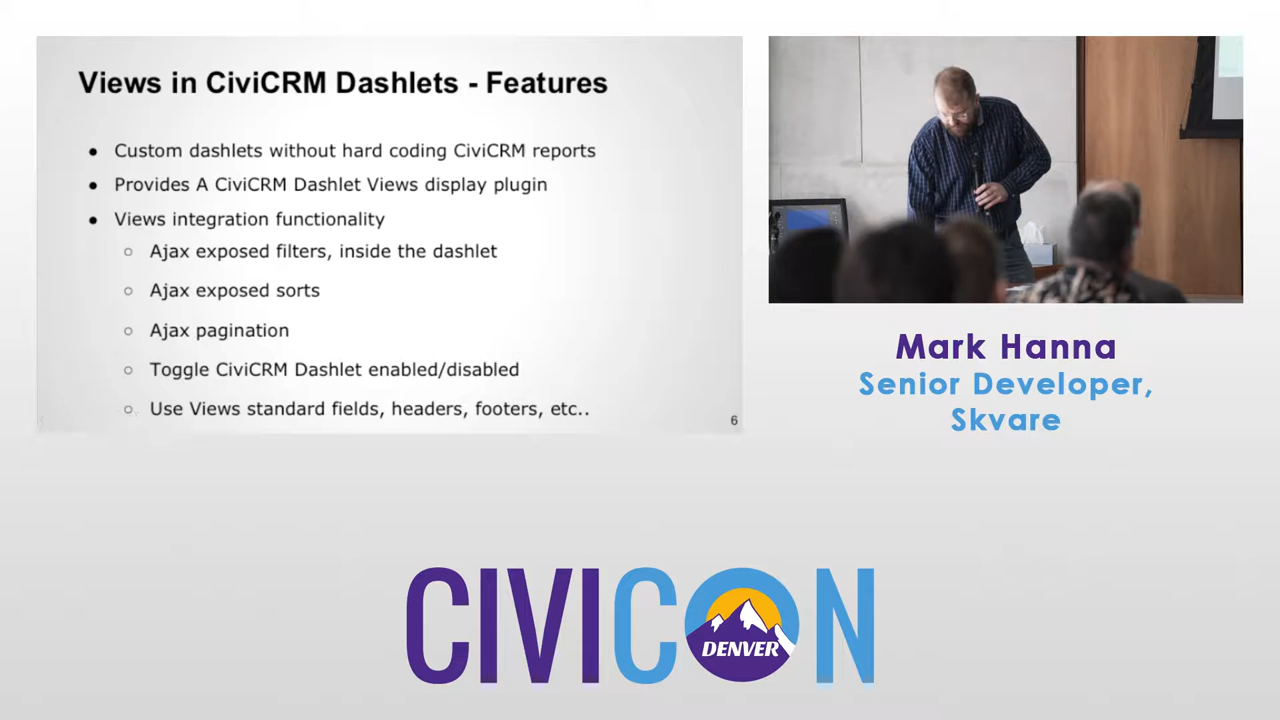 Views in CiviCRM Dashlets - Features
● Custom dashlets without hard coding CiviCRM reports
● Provides A CiviCRM Dashlet Views display plugin
● Views integration functionality
○ Ajax exposed filters, inside the dashlet
○ Ajax exposed sorts
○ Ajax pagination
○ Toggle CiviCRM Dashlet enabled/disabled
○ Use Views standard fields, headers, footers, etc..
6
Mark Hanna
Senior Developer,
Skvare
CIVICON
DENVER